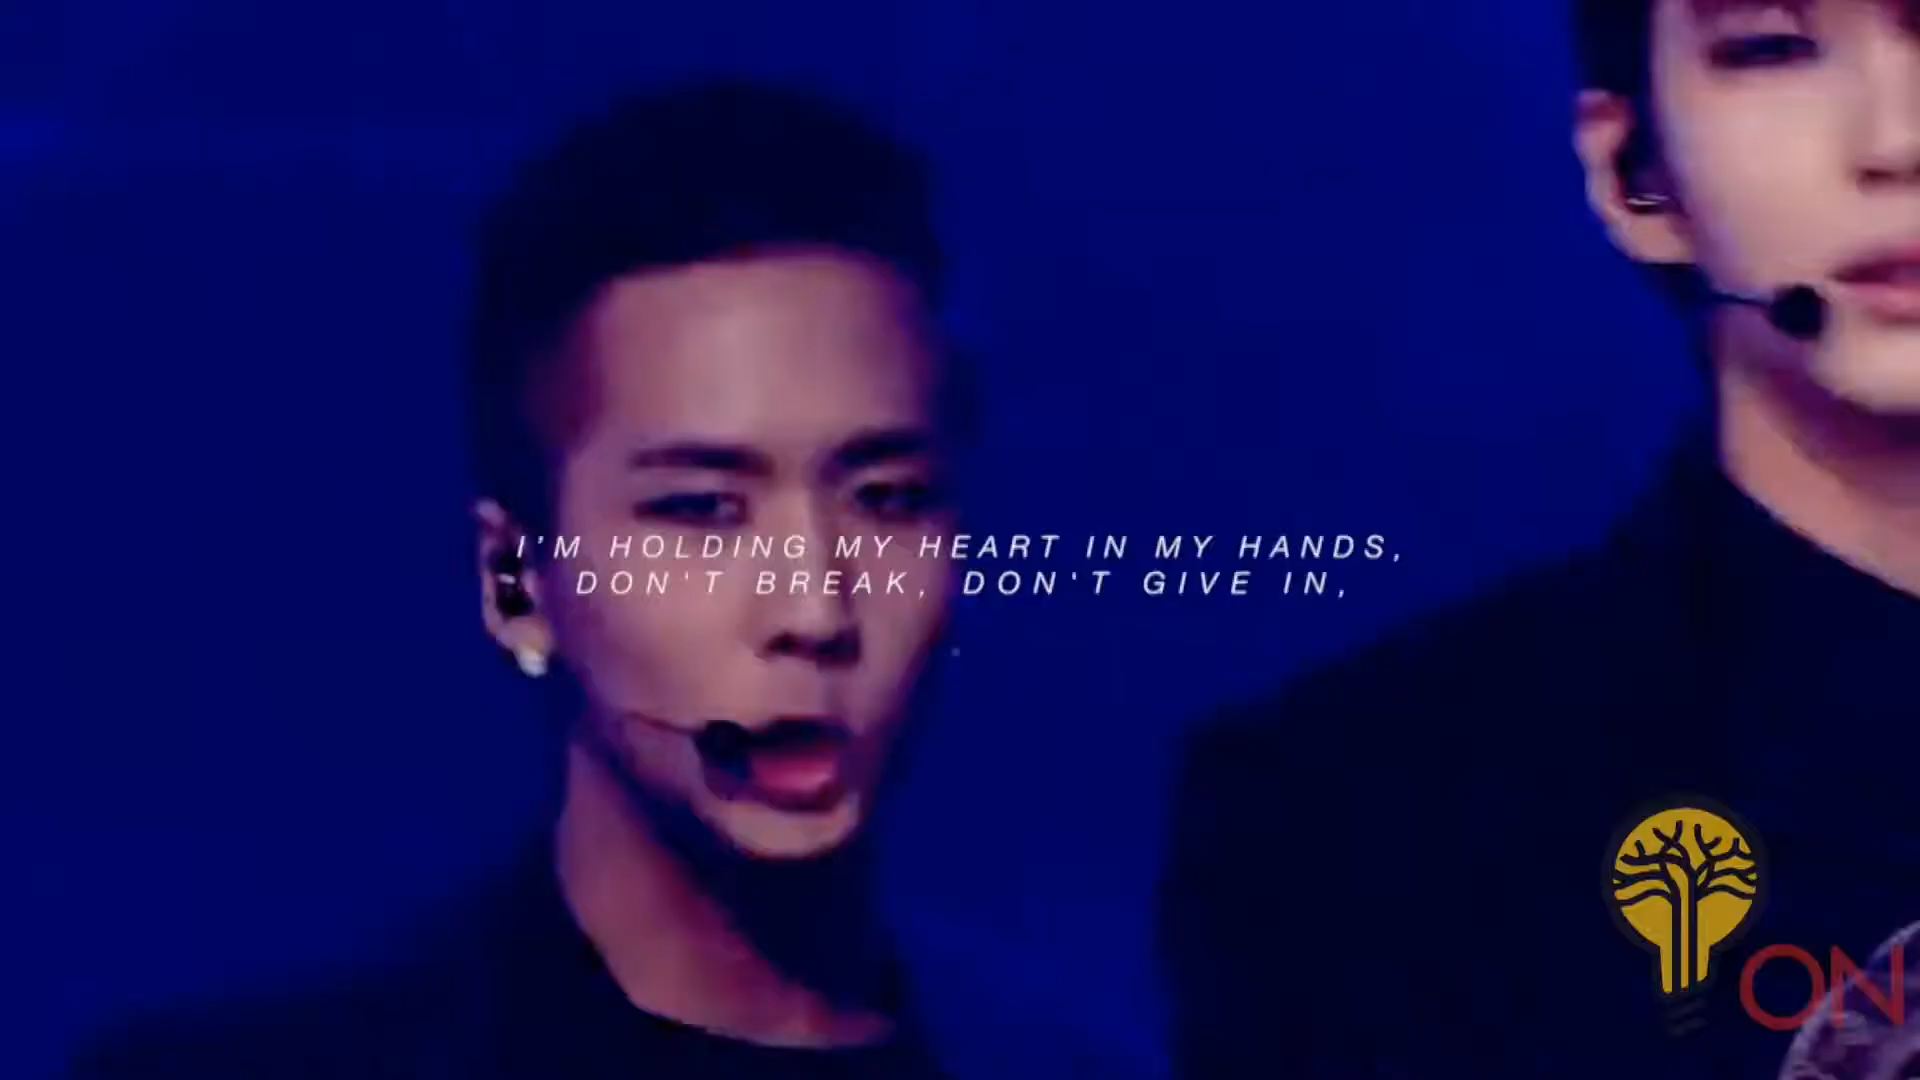 I'M HOLDING MY HEART IN MY HANDS,
DON'T BREAK, DON'T GIVE IN,
ON